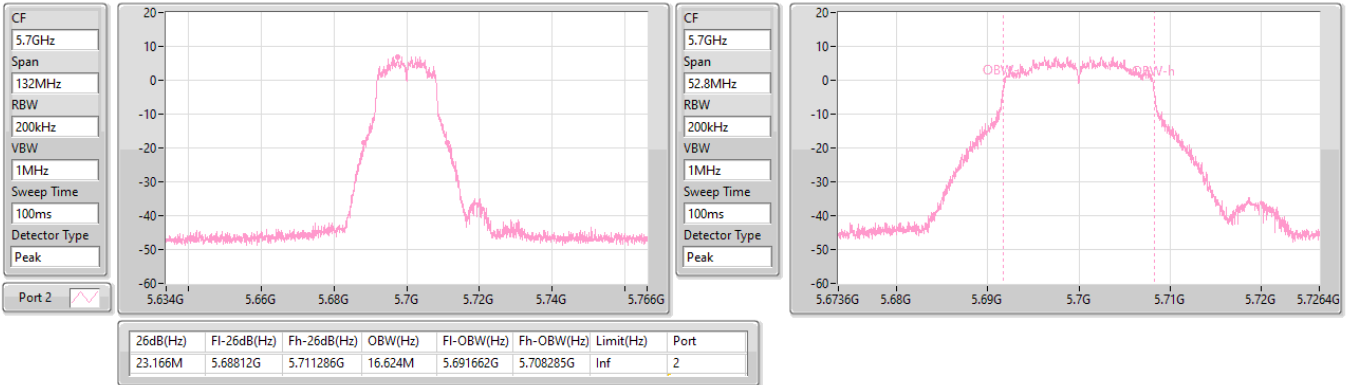 CF
5.7GHz
Span
132MHz
RBW
200kHz
VBW
1MHz
Sweep Time
100ms
Detector Type
Peak
Port 2
20
10
0
-10
-20
-30
-40
-50
-60
5.634G 5.66G 5.68G 5.7G 5.72G 5.74G 5.766G
CF
5.7GHz
Span
52.8MHz
RBW
200kHz
VBW
1MHz
Sweep Time
100ms
Detector Type
Peak
20
10
0
-10
-20
-30
-40
-50
-60
OBW-h
5.6736G 5.68G 5.69G 5.7G 5.71G 5.72G 5.7264G
26dB(Hz) Fl-26dB(Hz) Fh-26dB(Hz) OBW(Hz) Fl-OBW(Hz) Fh-OBW(Hz) Limit(Hz) Port
23.166M 5.68812G 5.711286G 16.624M 5.691662G 5.708285G Inf 2